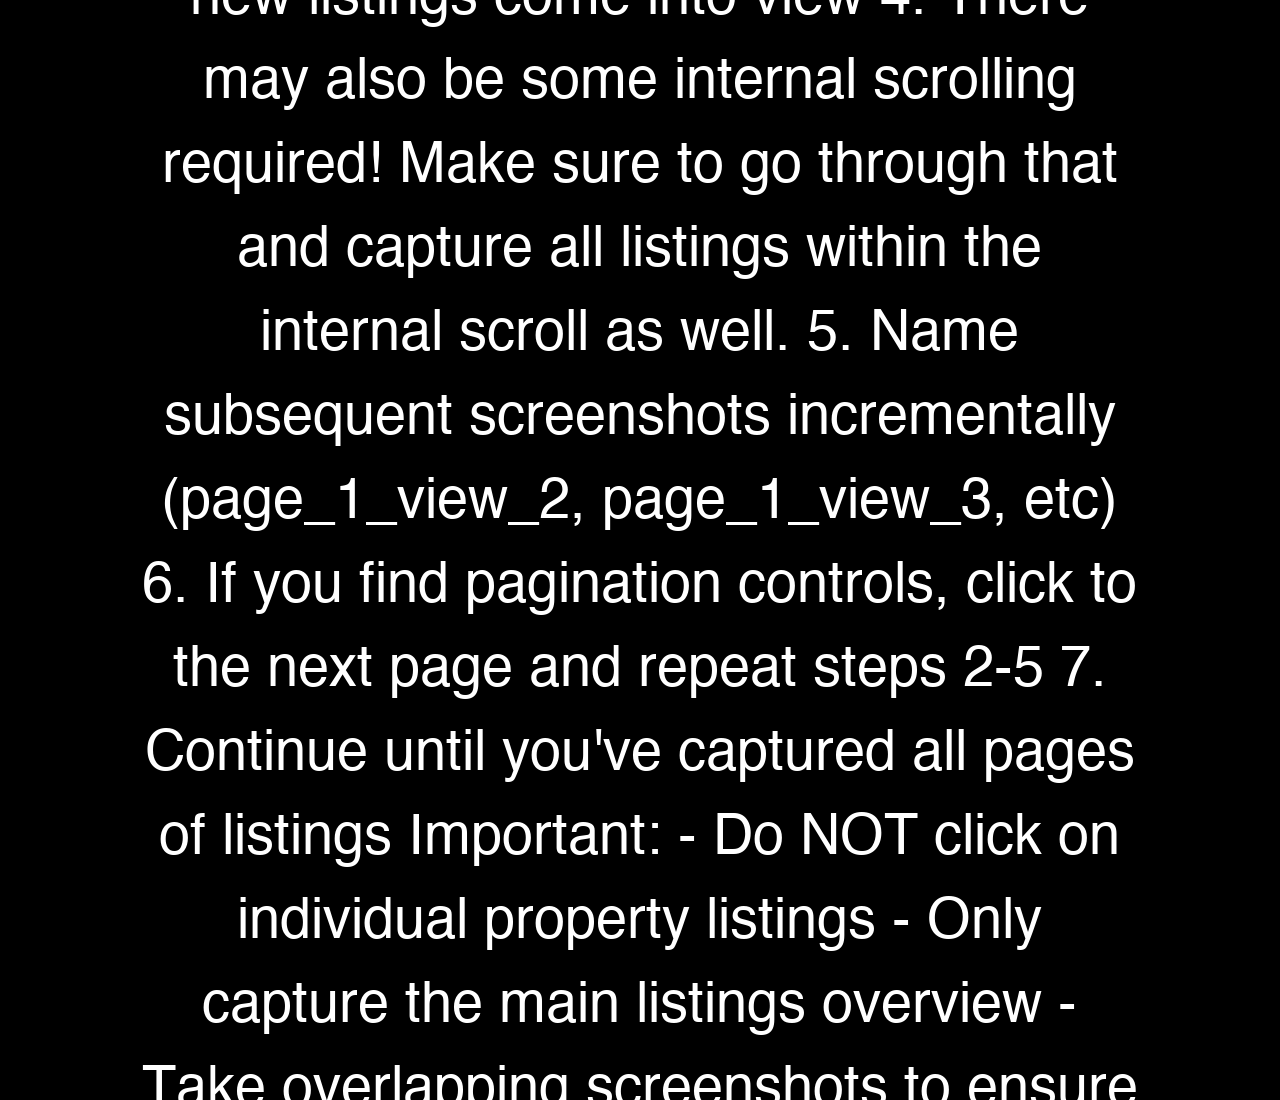 new listings come into view 4. There
may also be some internal scrolling
required! Make sure to go through that
and capture all listings within the
internal scroll as well. 5. Name
subsequent screenshots incrementally
(page_1_view_2, page_1_view_3, etc)
6. If you find pagination controls, click to
the next page and repeat steps 2-5 7.
Continue until you've captured all pages
of listings Important: - Do NOT click on
individual property listings - Only
capture the main listings overview -
Take overlapping screenshots to ensure